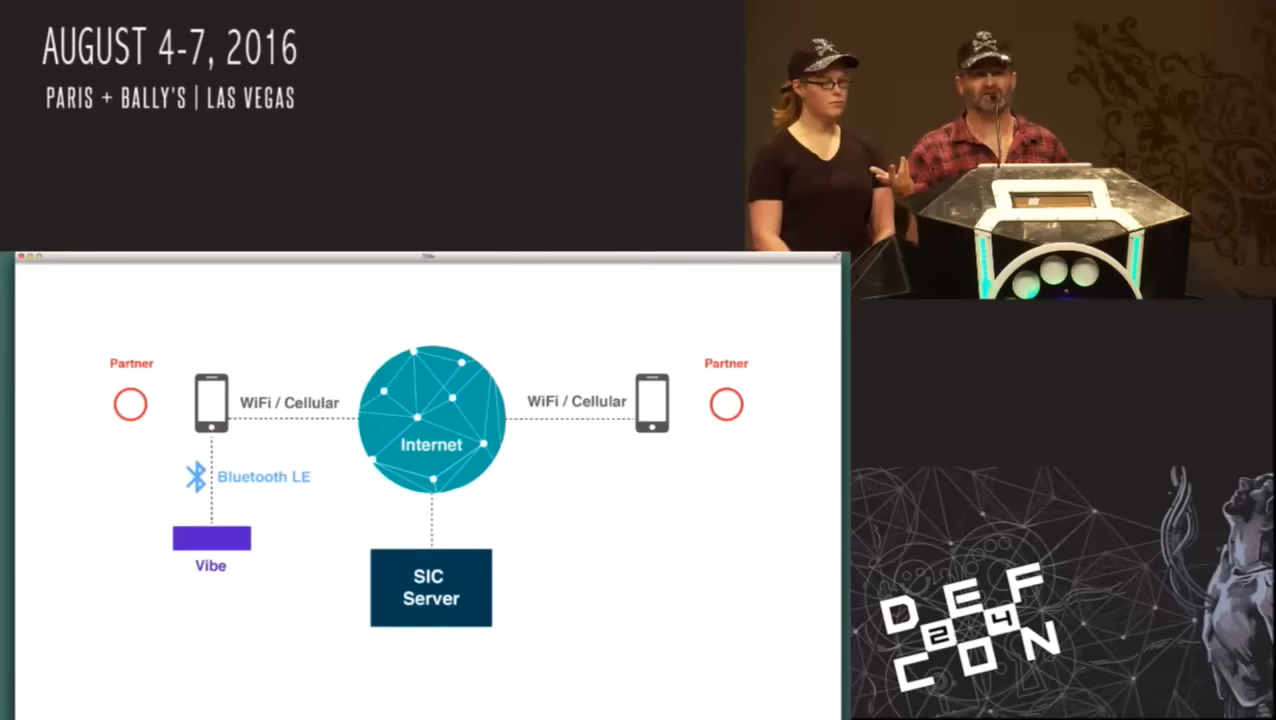 AUGUST 4-7, 2016
PARIS + BALLY'S | LAS VEGAS
Partner
Partner
WiFi / Cellular
WiFi / Cellular
Internet
Bluetooth LE
Vibe
SIC
Server
DEF
24
CON